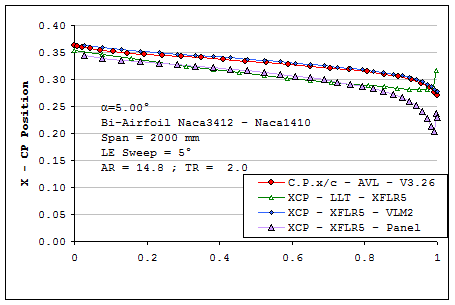 0.40
0.35
0.30
0.25
0.20
0.15
0.10
0.05
0.00
X - CP Position
α=5.00°
Bi-Airfoil Naca3412 - Naca1410
Span = 2000 mm
LE Sweep = 5°
AR = 14.8 ; TR = 2.0
C.P.x/c - AVL - V3.26
XCP - LLT - XFLR5
XCP - XFLR5 - VLM2
XCP - XFLR5 - Panel
0 0.2 0.4 0.6 0.8 1